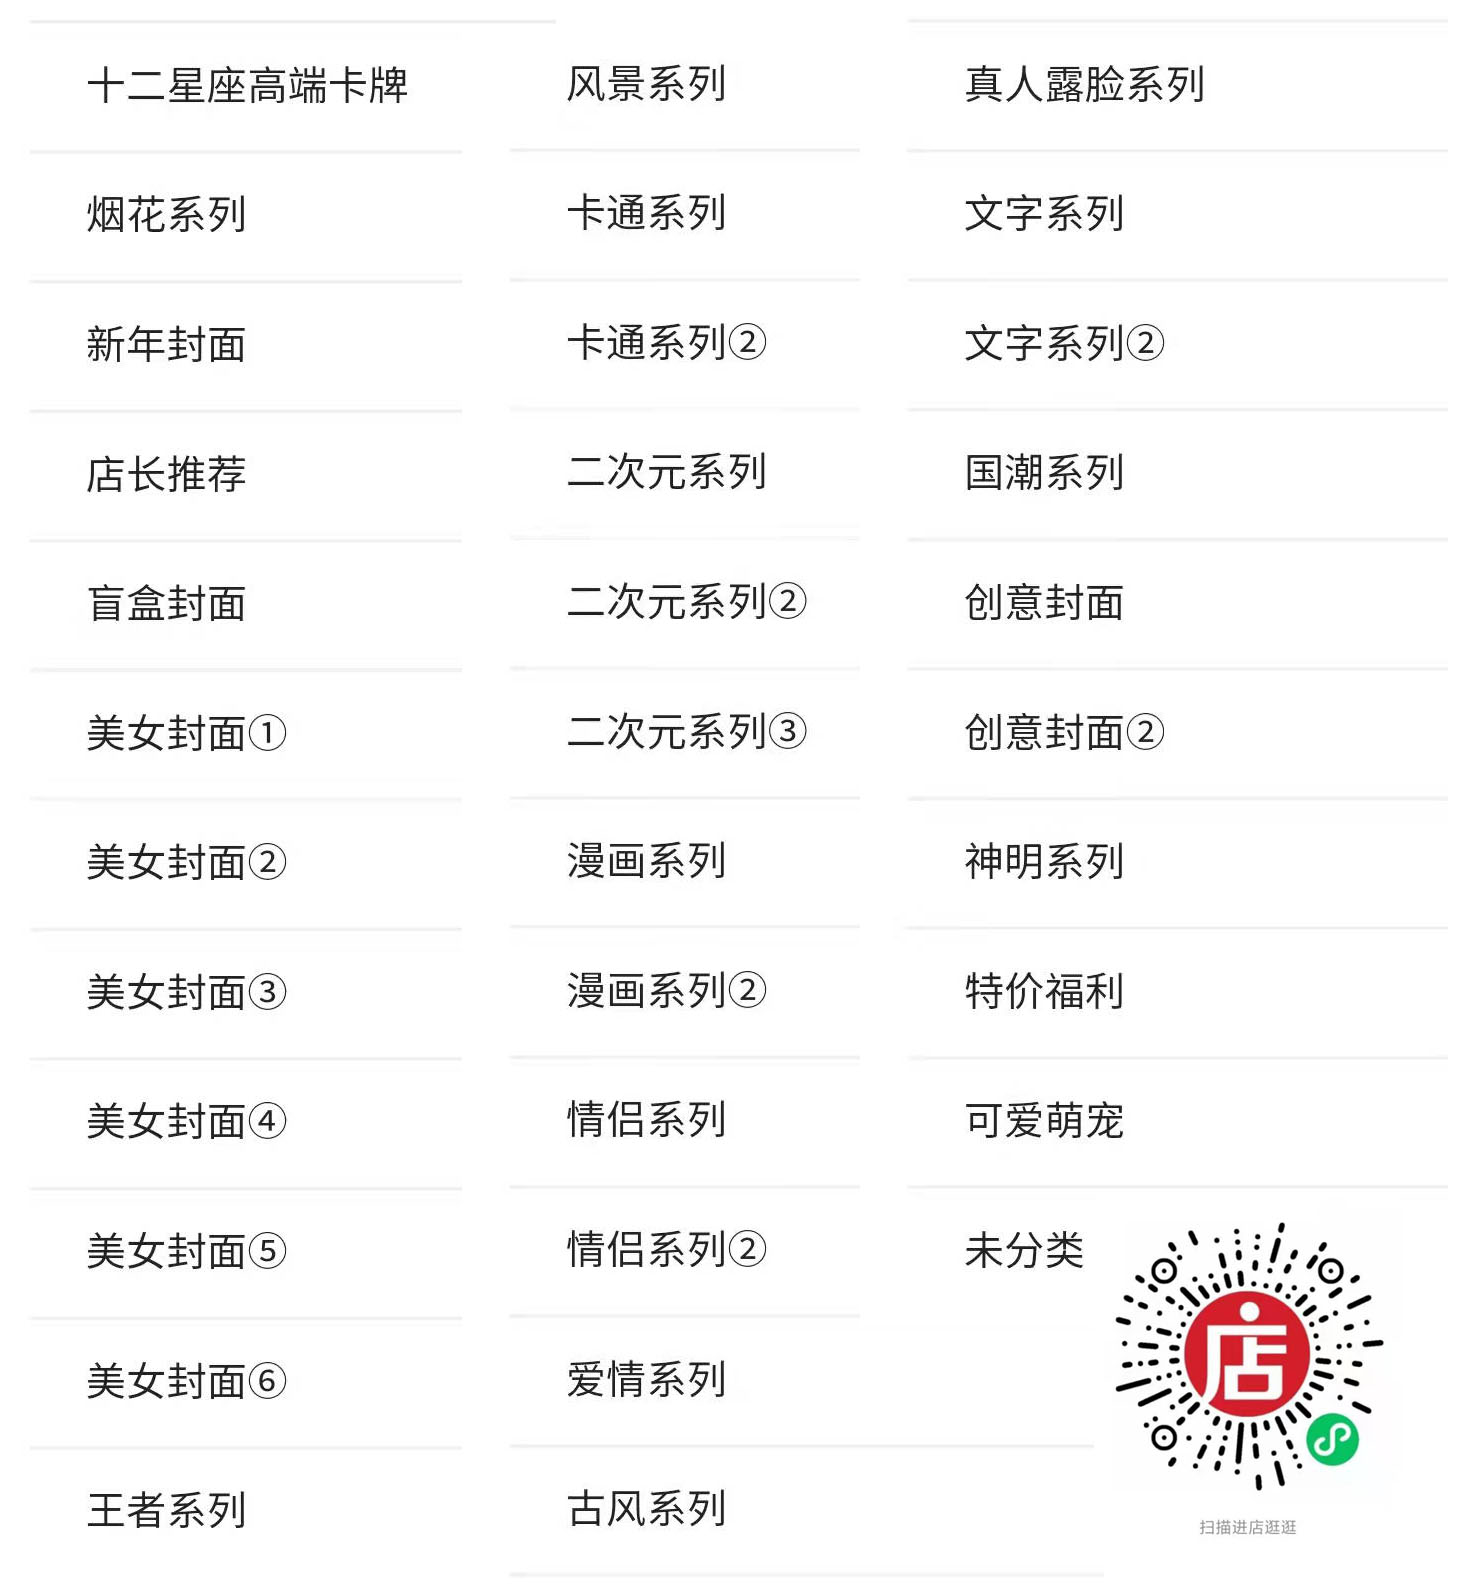 十二星座高端卡牌
烟花系列
新年封面
店长推荐
盲盒封面
美女封面①
美女封面②
美女封面③
美女封面④
美女封面⑤
美女封面⑥
王者系列
风景系列
卡通系列
卡通系列②
二次元系列
二次元系列②
二次元系列③
漫画系列
漫画系列②
情侣系列
情侣系列②
爱情系列
古风系列
真人露脸系列
文字系列
文字系列②
国潮系列
创意封面
创意封面②
神明系列
特价福利
可爱萌宠
未分类
店
扫描进店逛逛